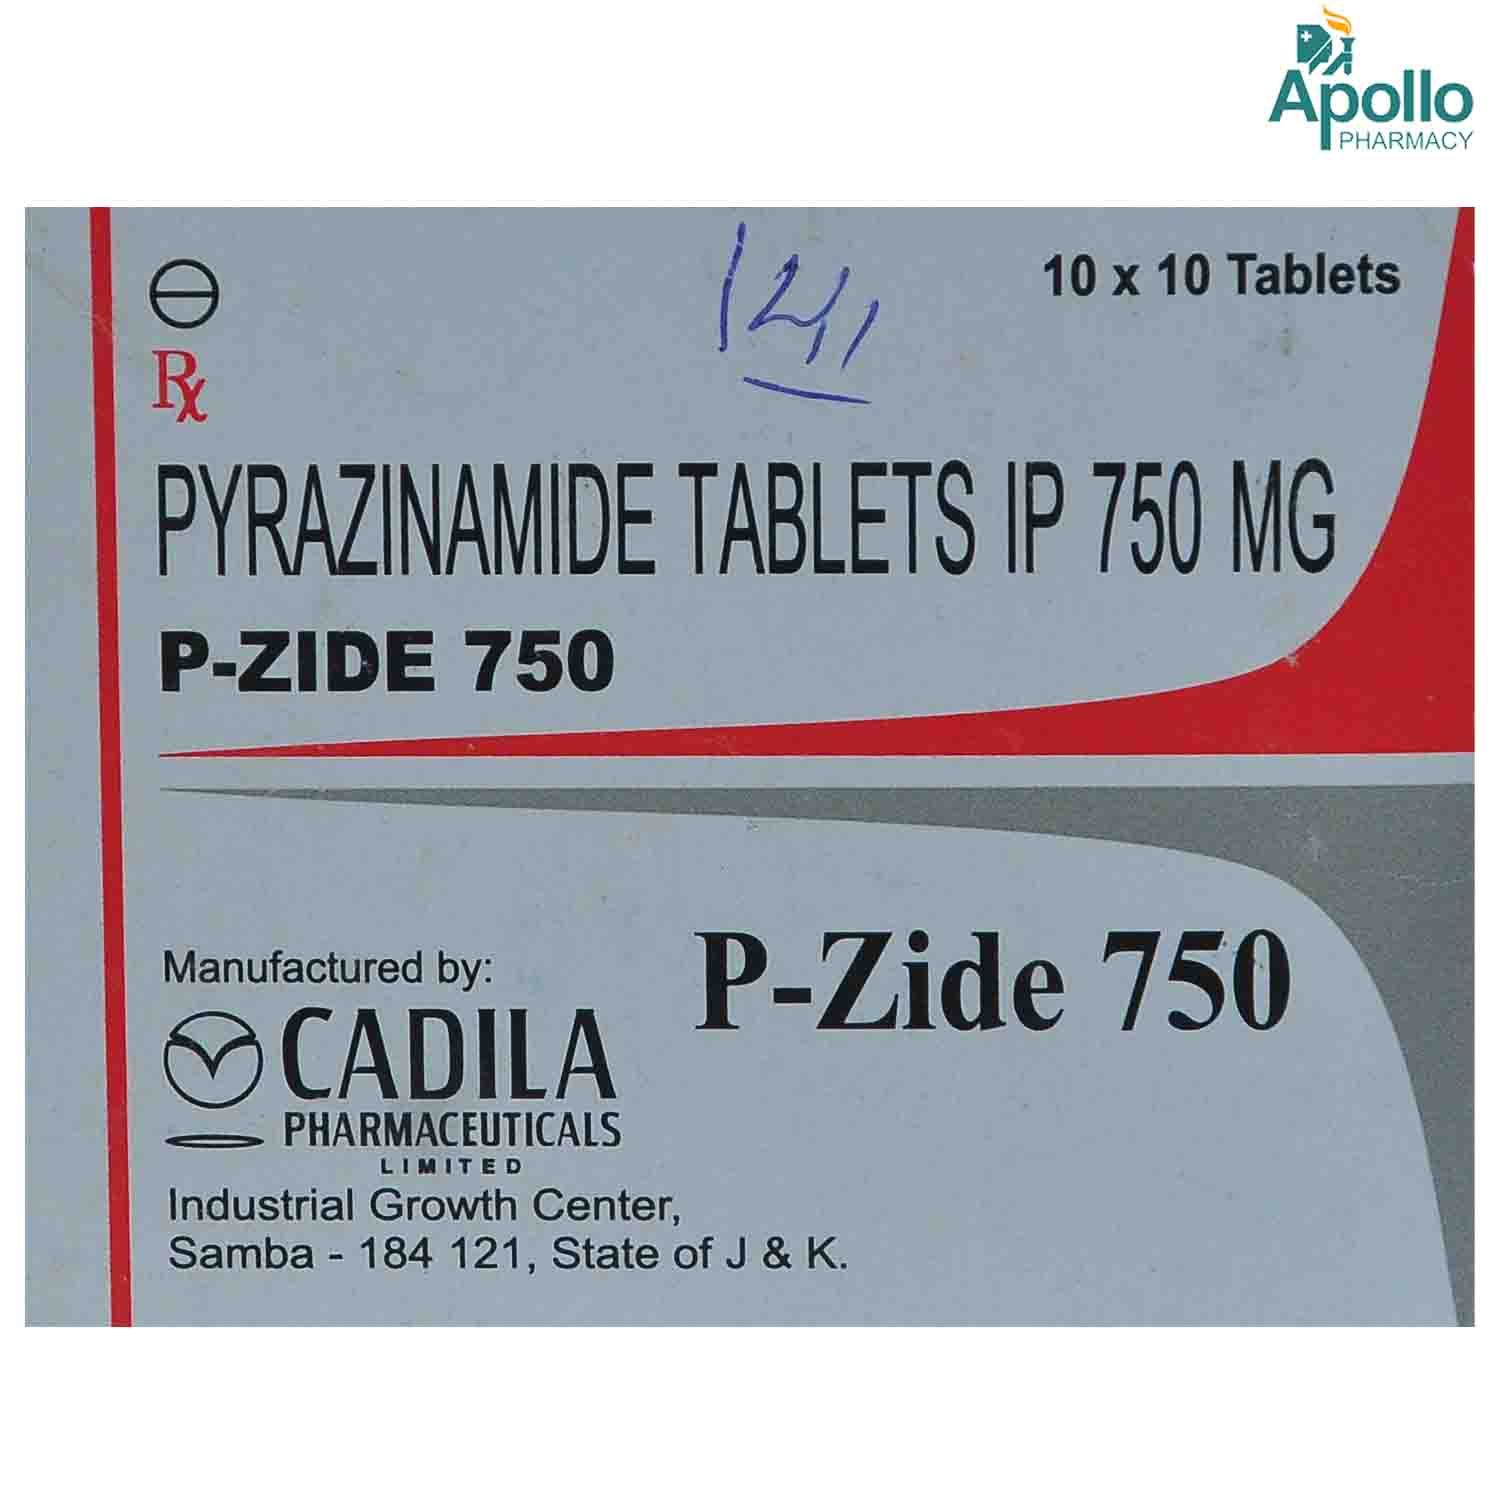 Apollo
PHARMACY
10 x 10 Tablets
Rx
PYRAZINAMIDE TABLETS IP 750 MG
P-ZIDE 750
P-Zide 750
Manufactured by:
CADILA
PHARMACEUTICALS
LIMITED
Industrial Growth Center,
Samba - 184 121, State of J & K.